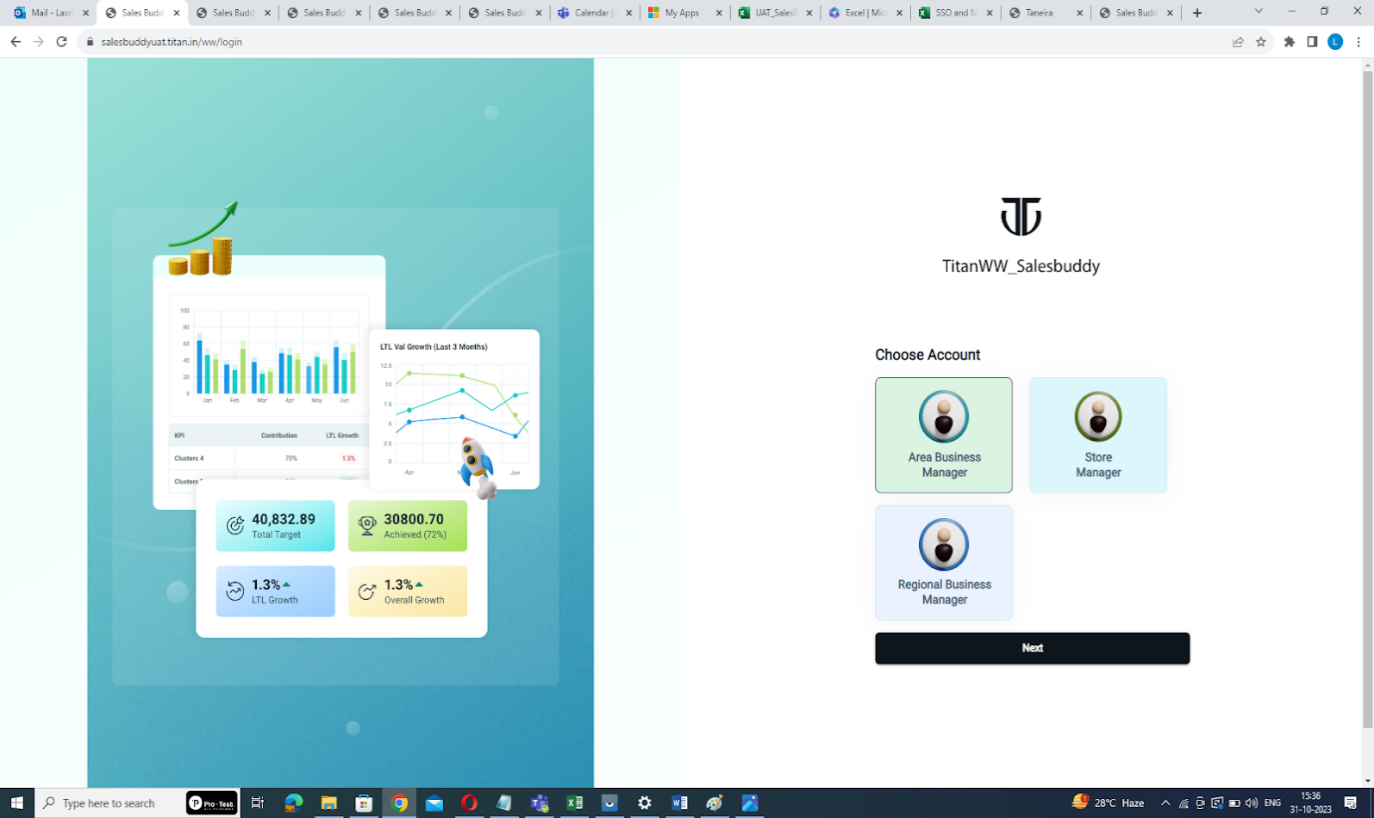 Mail - Laxm
Sales Budd
Sales Budd
Sales Budd
Sales Budd
Sales Budd
Calendar |
My Apps
UAT_SalesB
Excel | Mic
SSO and M
Taneira
Sales Budd
salesbuddyuat.titan.in/ww/login
L
TitanWW_Salesbuddy
Choose Account
Area Business
Manager
Store
Manager
Regional Business
Manager
Next
100
80
60
40
20
0
Jan Feb Mar Apr May Jun
KPI Contribution LTL Growth
Clusters 4 70% 1.3%
Clusters
LTL Val Growth (Last 3 Months)
12.5
10
7.5
5
2.5
0
Apr Jun
40,832.89
Total Target
30800.70
Achieved (72%)
1.3%
LTL Growth
1.3%
Overall Growth
Type here to search
Pro-Test
28°C Haze
ENG
15:36
31-10-2023